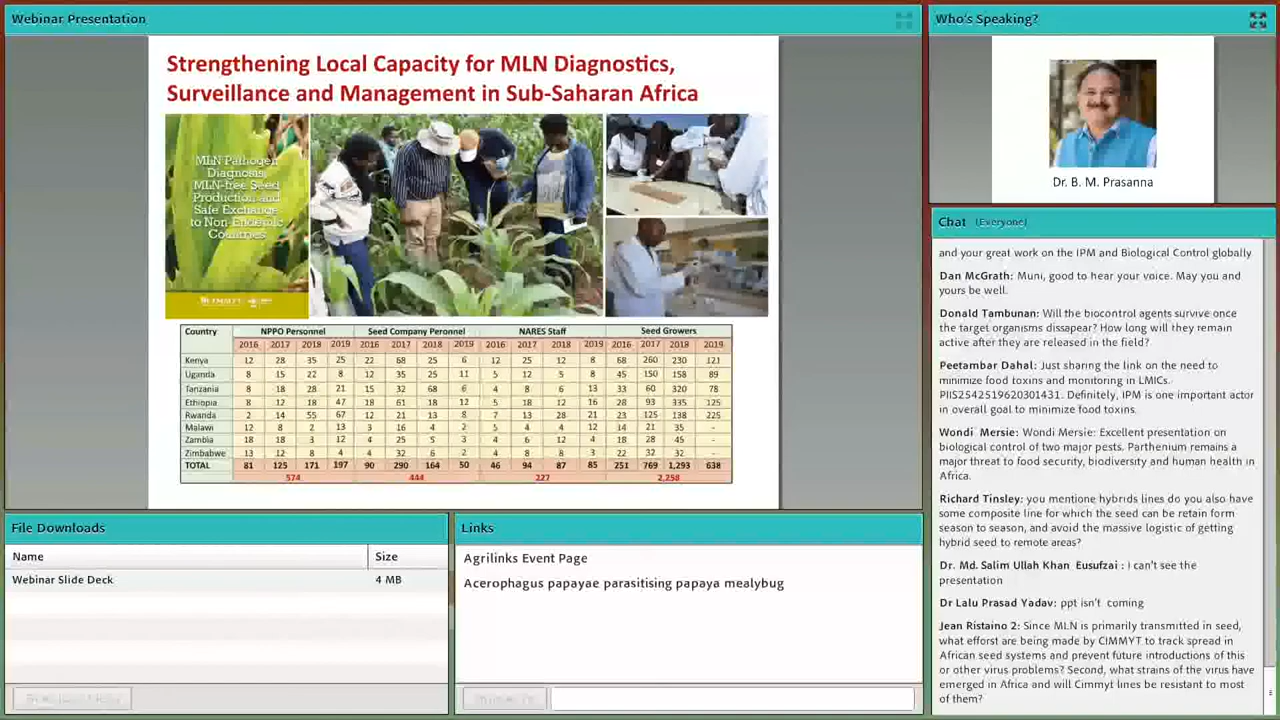 Webinar Presentation
Strengthening Local Capacity for MLN Diagnostics,
Surveillance and Management in Sub-Saharan Africa
MLN Pathogen
Diagnosis,
MLN-free Seed
Production and
Safe Exchange
to Non-Endemic
Countries
Country NPPO Personnel Seed Company Peronnel NARES Staff Seed Growers
2016 2017 2018 2019 2016 2017 2018 2019 2016 2017 2018 2019 2016 2017 2018 2019
Kenya 12 28 35 25 22 68 25 6 12 25 12 8 68 260 230 121
Uganda 8 15 22 8 12 35 25 11 5 12 5 8 45 150 158 89
Tanzania 8 18 28 21 15 32 68 6 4 8 6 13 33 60 320 78
Ethiopia 8 12 18 47 18 61 18 12 5 18 12 16 28 93 335 125
Rwanda 2 14 55 67 12 21 13 8 7 13 28 21 23 125 138 225
Malawi 12 8 2 13 3 16 4 2 5 4 4 12 14 21 35 -
Zambia 18 18 3 12 4 25 5 3 4 6 12 4 18 28 45 -
Zimbabwe 13 12 8 4 4 32 6 2 4 8 8 3 22 32 32 -
TOTAL 81 125 171 197 90 290 164 50 46 94 87 85 251 769 1,293 638
574 444 227 2,258
Who's Speaking?
Dr. B. M. Prasanna
Chat (Everyone)
and your great work on the IPM and Biological Control globally
Dan McGrath: Muni, good to hear your voice. May you and
yours be well.
Donald Tambunan: Will the biocontrol agents survive once
the target organisms dissapear? How long will they remain
active after they are released in the field?
Peetambar Dahal: Just sharing the link on the need to
minimize food toxins and monitoring in LMICs.
PIIS2542519620301431. Definitely, IPM is one important actor
in overall goal to minimize food toxins.
Wondi Mersie: Wondi Mersie: Excellent presentation on
biological control of two major pests. Parthenium remains a
major threat to food security, biodiversity and human health in
Africa.
Richard Tinsley: you mentione hybrids lines do you also have
some composite line for which the seed can be retain form
season to season, and avoid the massive logistic of getting
hybrid seed to remote areas?
Dr. Md. Salim Ullah Khan Eusufzai : I can't see the
presentation
Dr Lalu Prasad Yadav: ppt isn't coming
Jean Ristaino 2: Since MLN is primarily transmitted in seed,
what efforst are being made by CIMMYT to track spread in
African seed systems and prevent future introductions of this
or other virus problems? Second, what strains of the virus have
emerged in Africa and will Cimmyt lines be resistant to most
of them?
File Downloads
Name Size
Webinar Slide Deck 4 MB
Links
Agrilinks Event Page
Acerophagus papayae parasitising papaya mealybug